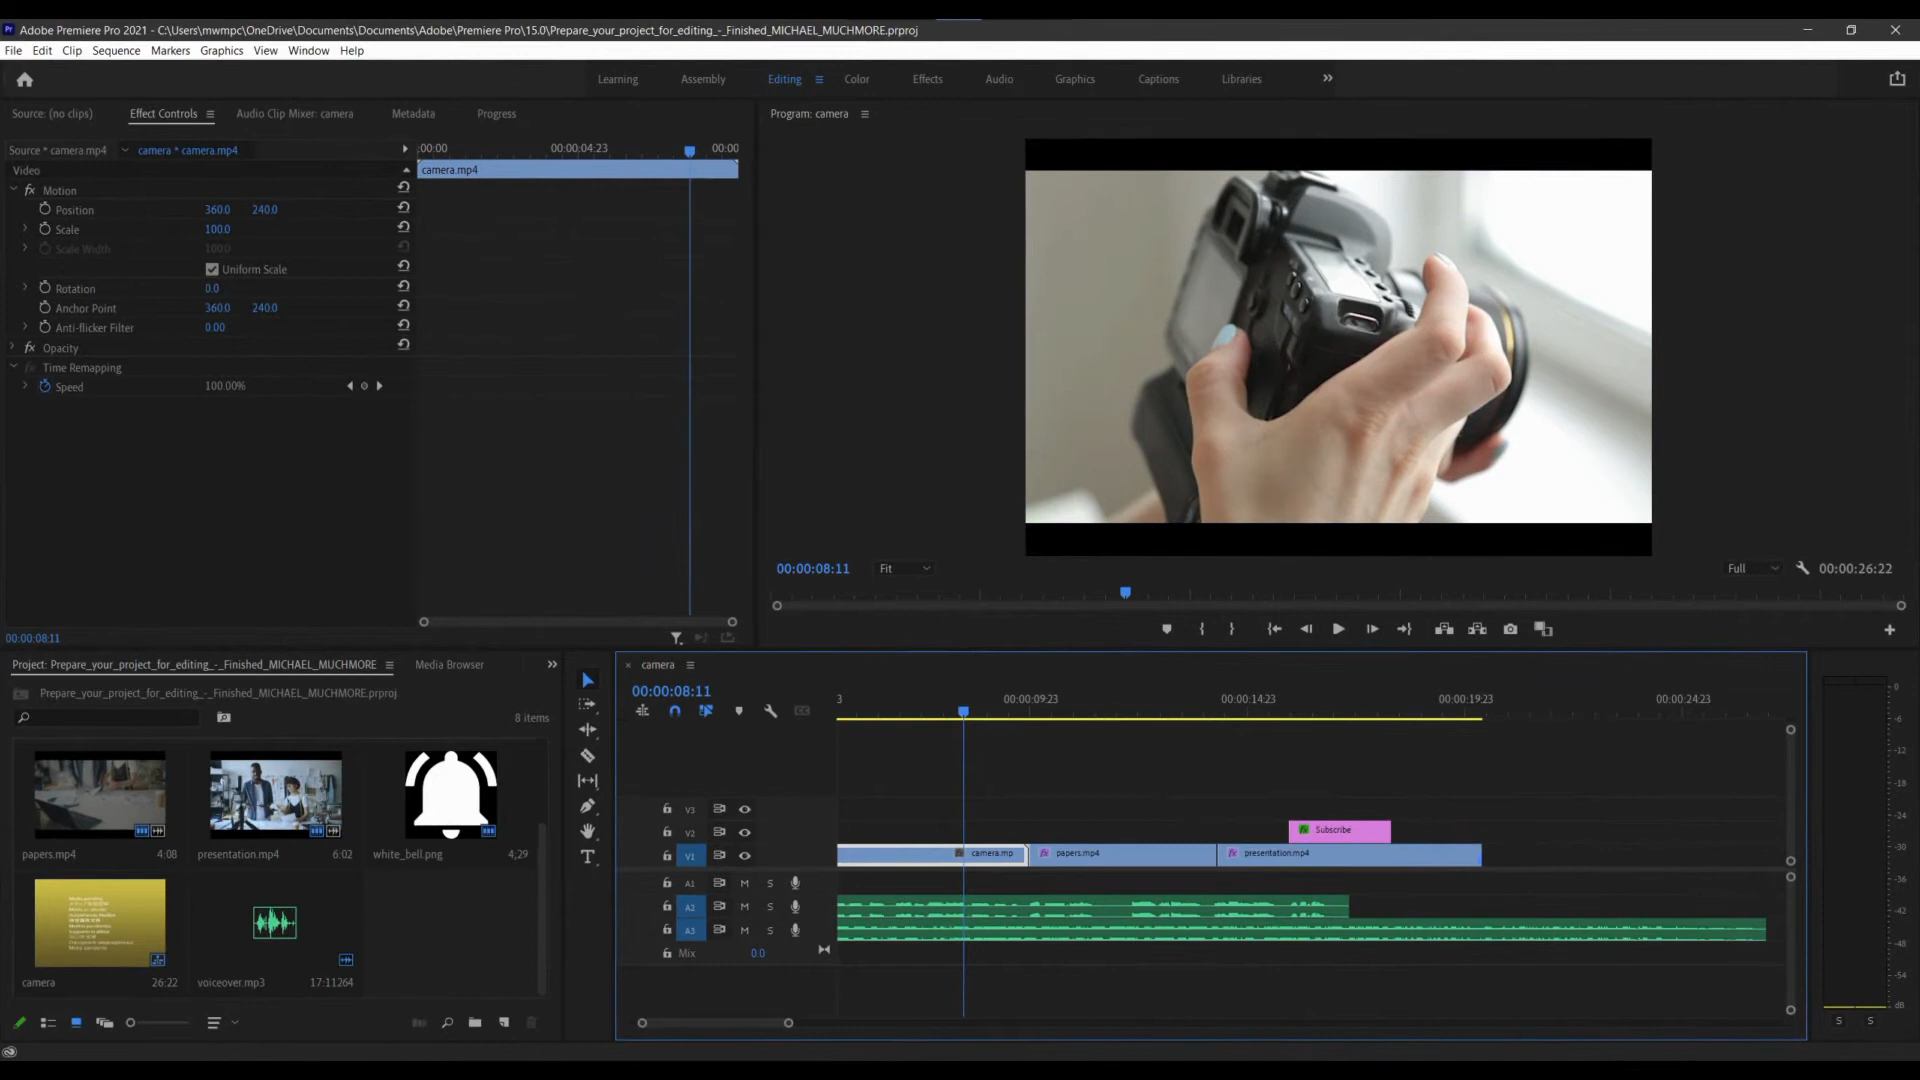 Adobe Premiere Pro 2021 - C:\Users\mwmpc\OneDrive\Documents\Documents\Adobe\Premiere Pro\15.0\Prepare_your_project_for_editing_-_Finished_MICHAEL_MUCHMORE.prproj
File Edit Clip Sequence Markers Graphics View Window Help
Learning Assembly Editing Color Effects Audio Graphics Captions Libraries
Source: (no clips) Effect Controls Audio Clip Mixer: camera Metadata Progress
Program: camera
Source * camera.mp4 camera * camera.mp4
:00:00 00:00:04:23 00:00
Video
camera.mp4
fx Motion
Position 360.0 240.0
Scale 100.0
Scale Width 100.0
Uniform Scale
Rotation 0.0
Anchor Point 360.0 240.0
Anti-flicker Filter 0.00
fx Opacity
fx Time Remapping
Speed 100.00%
00:00:08:11
00:00:08:11 Fit Full 00:00:26:22
Project: Prepare_your_project_for_editing_-_Finished_MICHAEL_MUCHMORE Media Browser
Prepare_your_project_for_editing_-_Finished_MICHAEL_MUCHMORE.prproj
8 items
papers.mp4 4:08
presentation.mp4 6:02
white_bell.png 4;29
camera 26:22
voiceover.mp3 17:11264
camera
00:00:08:11
3 00:00:09:23 00:00:14:23 00:00:19:23 00:00:24:23
V3
V2 Subscribe
V1 camera.mp papers.mp4 presentation.mp4
A1 M S
A2 M S
A3 M S
Mix 0.0
0
-6
-12
-18
-24
-30
-36
-42
-48
-54
dB
S S